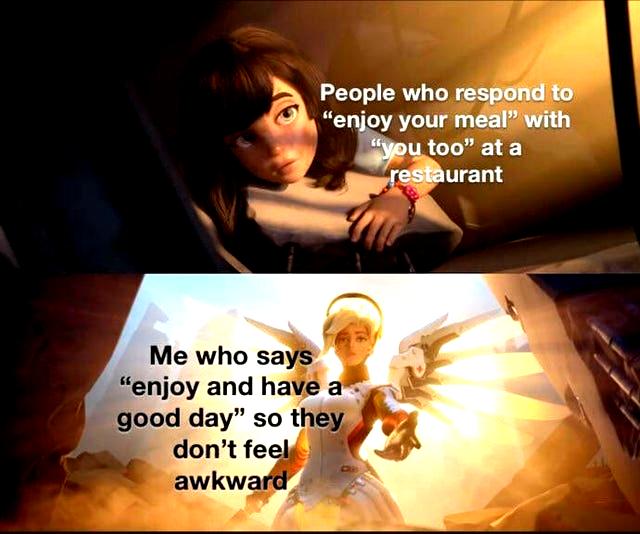 People who respond to
“enjoy your meal” with
“you too” at a
restaurant
Me who says
“enjoy and have a
good day” so they
don’t feel
awkward